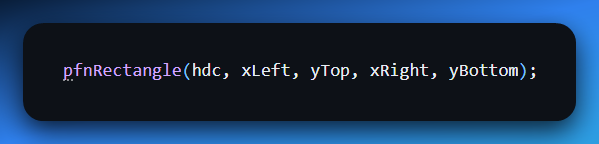 pfnRectangle(hdc, xLeft, yTop, xRight, yBottom);